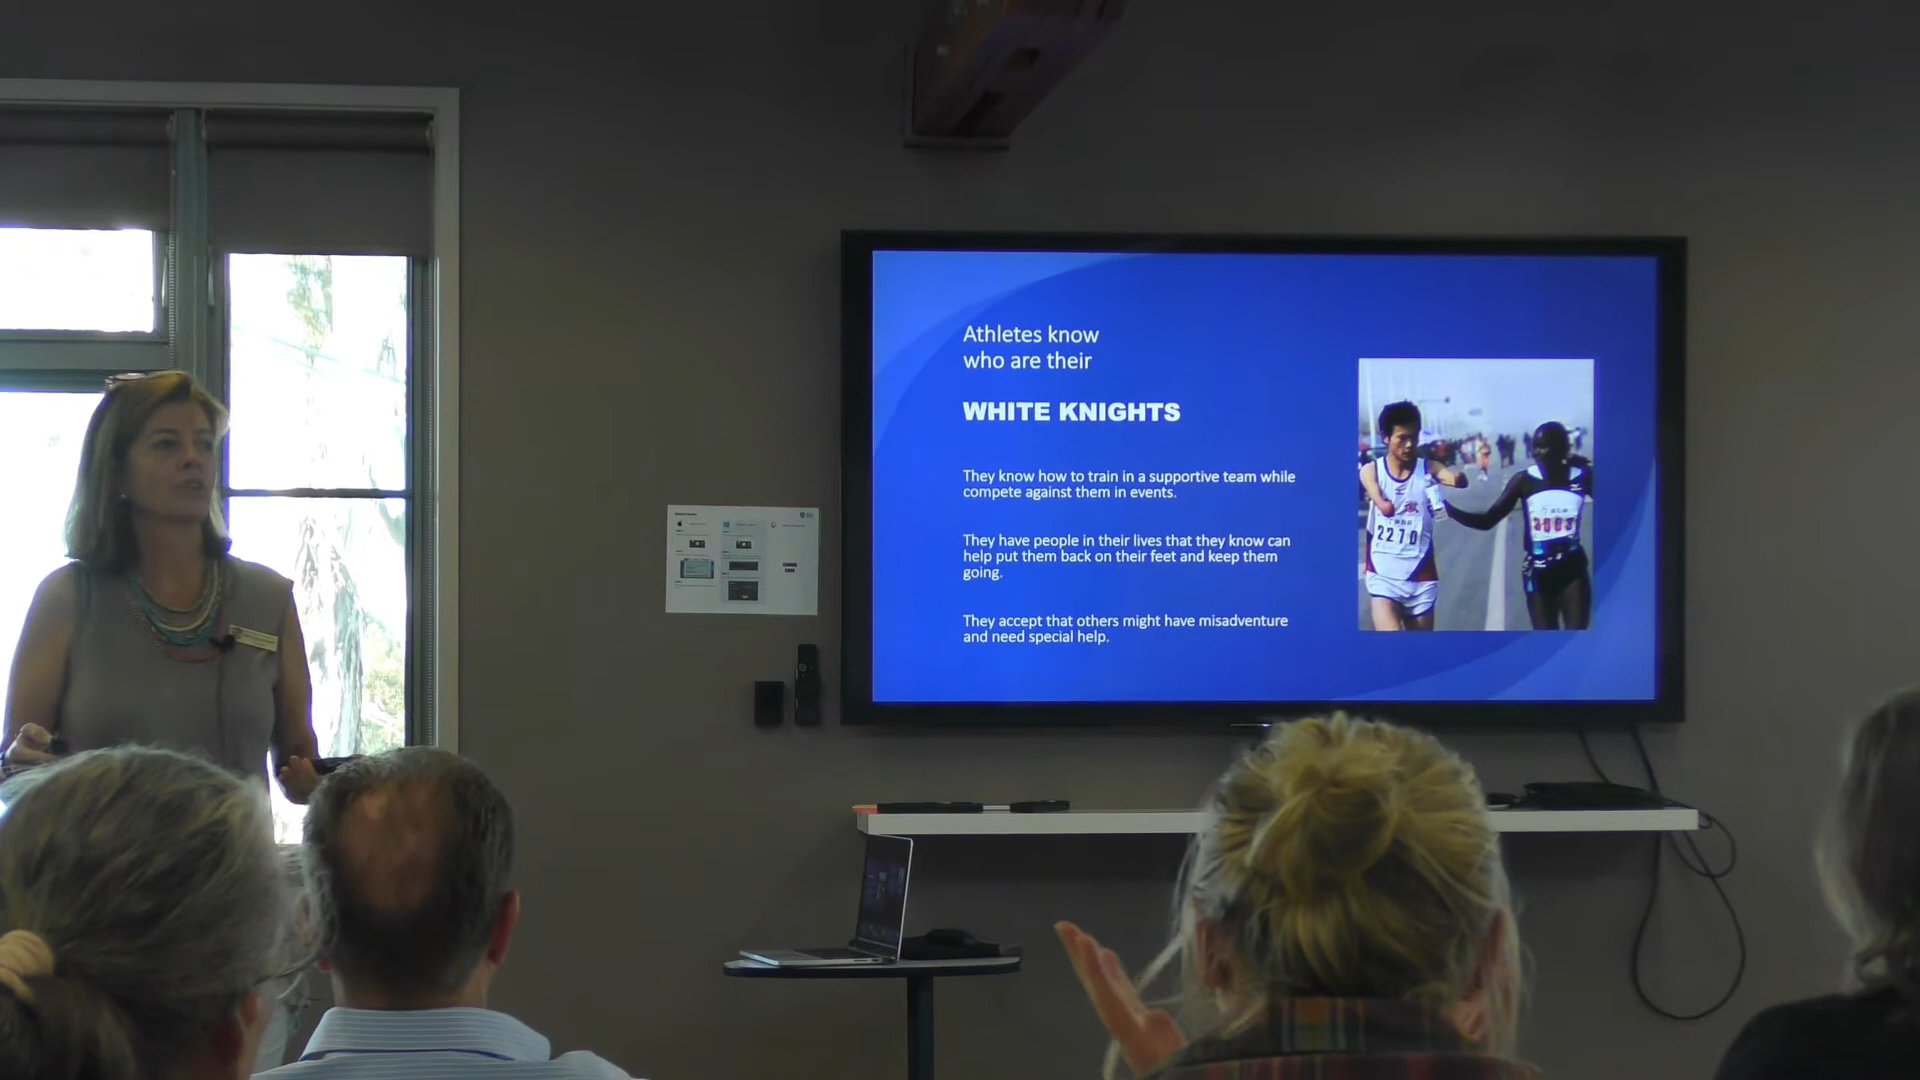 Athletes know
who are their
WHITE KNIGHTS
They know how to train in a supportive team while
compete against them in events.
They have people in their lives that they know can
help put them back on their feet and keep them
going.
They accept that others might have misadventure
and need special help.
2270